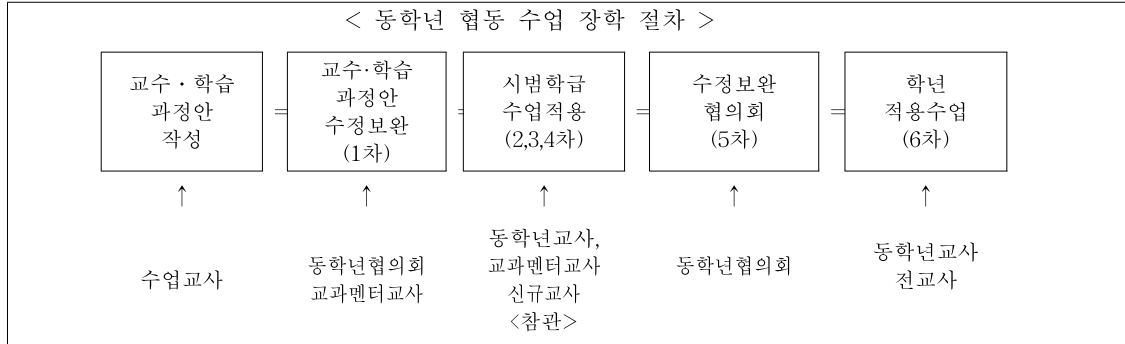 < 동학년 협동 수업 장학 절차 >
교수・학습
과정안
작성
=
교수·학습
과정안
수정보완
(1차)
=
시범학급
수업적용
(2,3,4차)
=
수정보완
협의회
(5차)
=
학년
적용수업
(6차)
↑
↑
↑
↑
↑
수업교사
동학년협의회
교과멘터교사
동학년교사,
교과멘터교사
신규교사
<참관>
동학년협의회
동학년교사
전교사